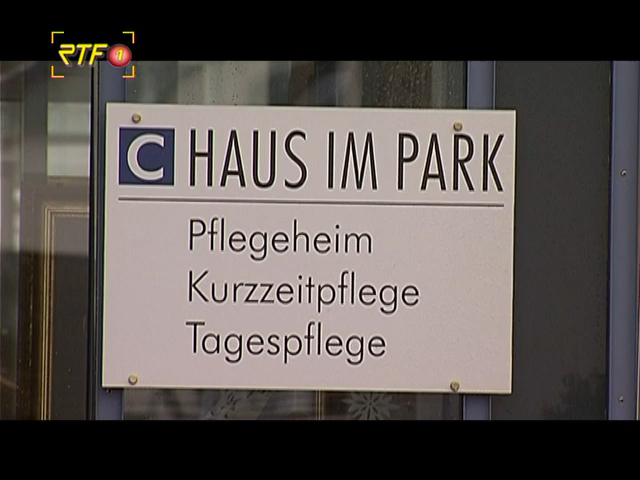 RTF 1
C HAUS IM PARK
Pflegeheim
Kurzzeitpflege
Tagespflege